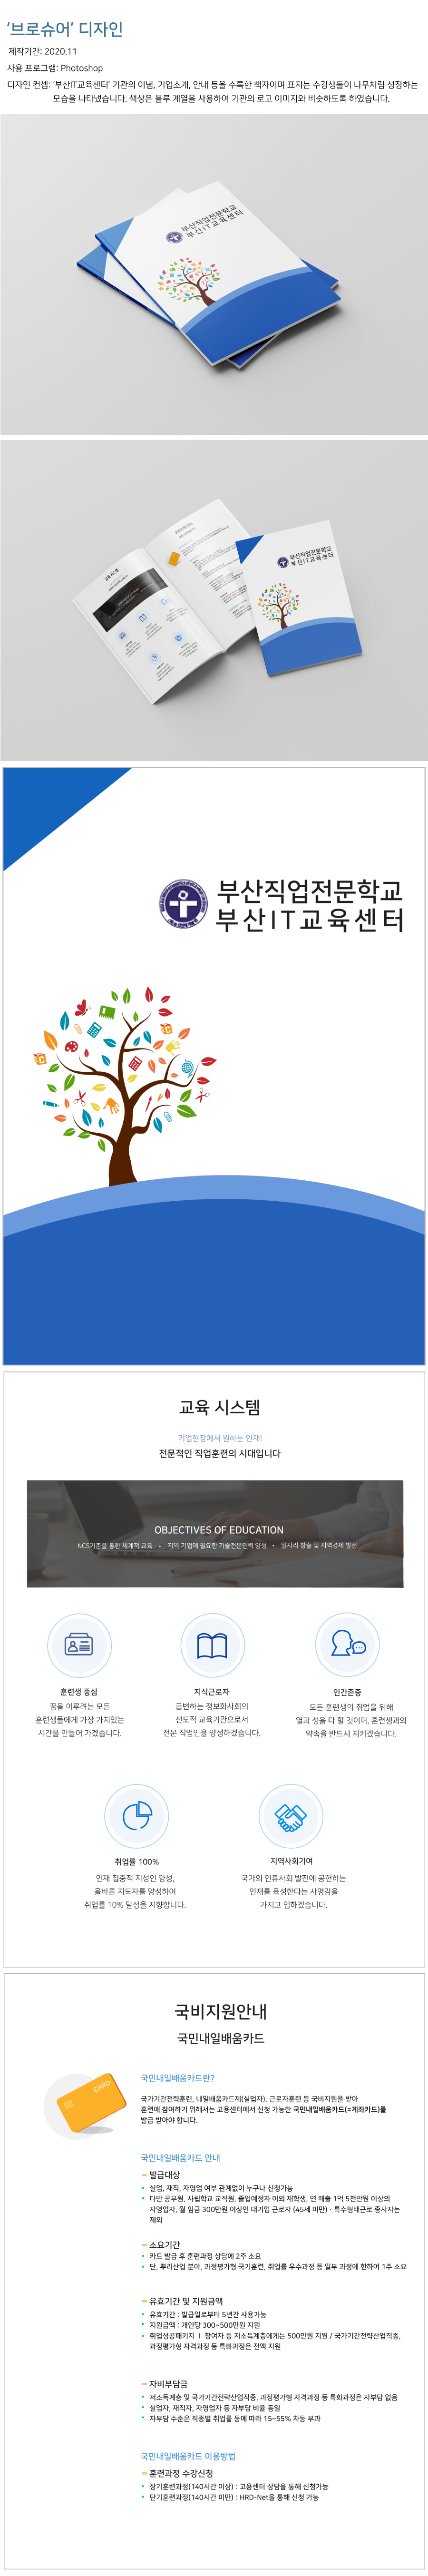 ‘브로슈어’ 디자인
제작기간: 2020.11
사용 프로그램: Photoshop
디자인 컨셉: ‘부산IT교육센터’ 기관의 이념, 기업소개, 안내 등을 수록한 책자이며 표지는 수강생들이 나무처럼 성장하는
모습을 나타냈습니다. 색상은 블루 계열을 사용하여 기관의 로고 이미지와 비슷하도록 하였습니다.
부산직업전문학교
부산IT교육센터
교육 시스템
부산직업전문학교
부산IT교육센터
부산직업전문학교
부산IT교육센터
교육 시스템
기업현장에서 원하는 인재!
전문적인 직업훈련의 시대입니다
OBJECTIVES OF EDUCATION
NCS기준을 통한 체계적 교육 • 지역 기업에 필요한 기술전문인력 양성 • 일자리 창출 및 지역경제 발전
훈련생 중심
꿈을 이루려는 모든
훈련생들에게 가장 가치있는
시간을 만들어 가겠습니다.
지식근로자
급변하는 정보화사회의
선도적 교육기관으로서
전문 직업인을 양성하겠습니다.
인간존중
모든 훈련생의 취업을 위해
열과 성을 다 할 것이며, 훈련생과의
약속을 반드시 지키겠습니다.
취업률 100%
인재 집중적 지성인 양성,
올바른 지도자를 양성하여
취업률 10% 달성을 지향합니다.
지역사회기여
국가의 인류사회 발전에 공헌하는
인재를 육성한다는 사명감을
가지고 임하겠습니다.
국비지원안내
국민내일배움카드
CARD
국민내일배움카드란?
국가기간전략훈련, 내일배움카드제(실업자), 근로자훈련 등 국비지원을 받아
훈련에 참여하기 위해서는 고용센터에서 신청 가능한 국민내일배움카드(=계좌카드)를
발급 받아야 합니다.
국민내일배움카드 안내
발급대상
• 실업, 재직, 자영업 여부 관계없이 누구나 신청가능
• 다만 공무원, 사립학교 교직원, 졸업예정자 이외 재학생, 연 매출 1억 5천만원 이상의
자영업자, 월 임금 300만원 이상인 대기업 근로자 (45세 미만) · 특수형태근로 종사자는
제외
소요기간
• 카드 발급 후 훈련과정 상담에 2주 소요
• 단, 뿌리산업 분야, 과정평가형 국기훈련, 취업률 우수과정 등 일부 과정에 한하여 1주 소요
유효기간 및 지원금액
• 유효기간 : 발급일로부터 5년간 사용가능
• 지원금액 : 개인당 300~500만원 지원
• 취업성공패키지 Ⅰ 참여자 등 저소득계층에게는 500만원 지원 / 국가기간전략산업직종,
과정평가형 자격과정 등 특화과정은 전액 지원
자비부담금
• 저소득계층 및 국가기간전략산업직종, 과정평가형 자격과정 등 특화과정은 자부담 없음
• 실업자, 재직자, 자영업자 등 자부담 비율 동일
• 자부담 수준은 직종별 취업률 등에 따라 15~55% 차등 부과
국민내일배움카드 이용방법
훈련과정 수강신청
• 장기훈련과정(140시간 이상) : 고용센터 상담을 통해 신청가능
• 단기훈련과정(140시간 미만) : HRD-Net을 통해 신청 가능